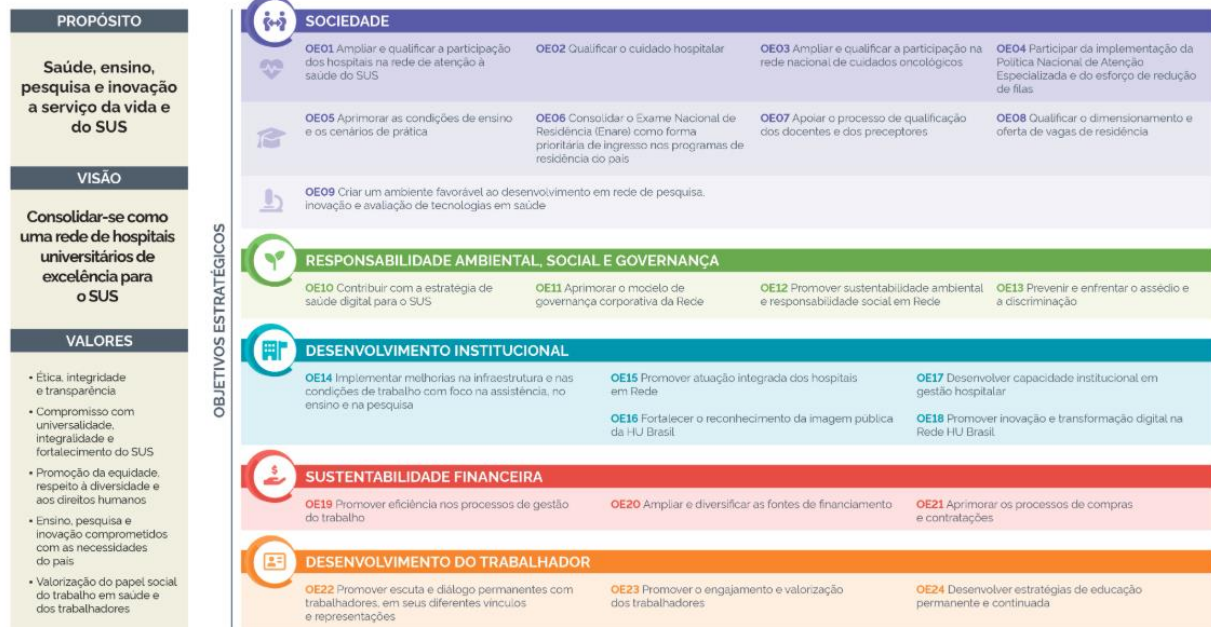 PROPÓSITO
Saúde, ensino,
pesquisa e inovação
a serviço da vida e
do SUS
VISÃO
Consolidar-se como
uma rede de hospitais
universitários de
excelência para
o SUS
VALORES
• Ética, integridade
e transparência
• Compromisso com
universalidade,
integralidade e
fortalecimento do SUS
• Promoção da equidade,
respeito à diversidade e
aos direitos humanos
• Ensino, pesquisa e
inovação comprometidos
com as necessidades
do país
• Valorização do papel social
do trabalho em saúde e
dos trabalhadores
OBJETIVOS ESTRATÉGICOS
SOCIEDADE
OE01 Ampliar e qualificar a participação
dos hospitais na rede de atenção à
saúde do SUS
OE02 Qualificar o cuidado hospitalar
OE03 Ampliar e qualificar a participação na
rede nacional de cuidados oncológicos
OE04 Participar da implementação da
Política Nacional de Atenção
Especializada e do esforço de redução
de filas
OE05 Aprimorar as condições de ensino
e os cenários de prática
OE06 Consolidar o Exame Nacional de
Residência (Enare) como forma
prioritária de ingresso nos programas de
residência do país
OE07 Apoiar o processo de qualificação
dos docentes e dos preceptores
OE08 Qualificar o dimensionamento e
oferta de vagas de residência
OE09 Criar um ambiente favorável ao desenvolvimento em rede de pesquisa,
inovação e avaliação de tecnologias em saúde
RESPONSABILIDADE AMBIENTAL, SOCIAL E GOVERNANÇA
OE10 Contribuir com a estratégia de
saúde digital para o SUS
OE11 Aprimorar o modelo de
governança corporativa da Rede
OE12 Promover sustentabilidade ambiental
e responsabilidade social em Rede
OE13 Prevenir e enfrentar o assédio e
a discriminação
DESENVOLVIMENTO INSTITUCIONAL
OE14 Implementar melhorias na infraestrutura e nas
condições de trabalho com foco na assistência, no
ensino e na pesquisa
OE15 Promover atuação integrada dos hospitais
em Rede
OE16 Fortalecer o reconhecimento da imagem pública
da HU Brasil
OE17 Desenvolver capacidade institucional em
gestão hospitalar
OE18 Promover inovação e transformação digital na
Rede HU Brasil
SUSTENTABILIDADE FINANCEIRA
OE19 Promover eficiência nos processos de gestão
do trabalho
OE20 Ampliar e diversificar as fontes de financiamento
OE21 Aprimorar os processos de compras
e contratações
DESENVOLVIMENTO DO TRABALHADOR
OE22 Promover escuta e diálogo permanentes com
trabalhadores, em seus diferentes vínculos
e representações
OE23 Promover o engajamento e valorização
dos trabalhadores
OE24 Desenvolver estratégias de educação
permanente e continuada